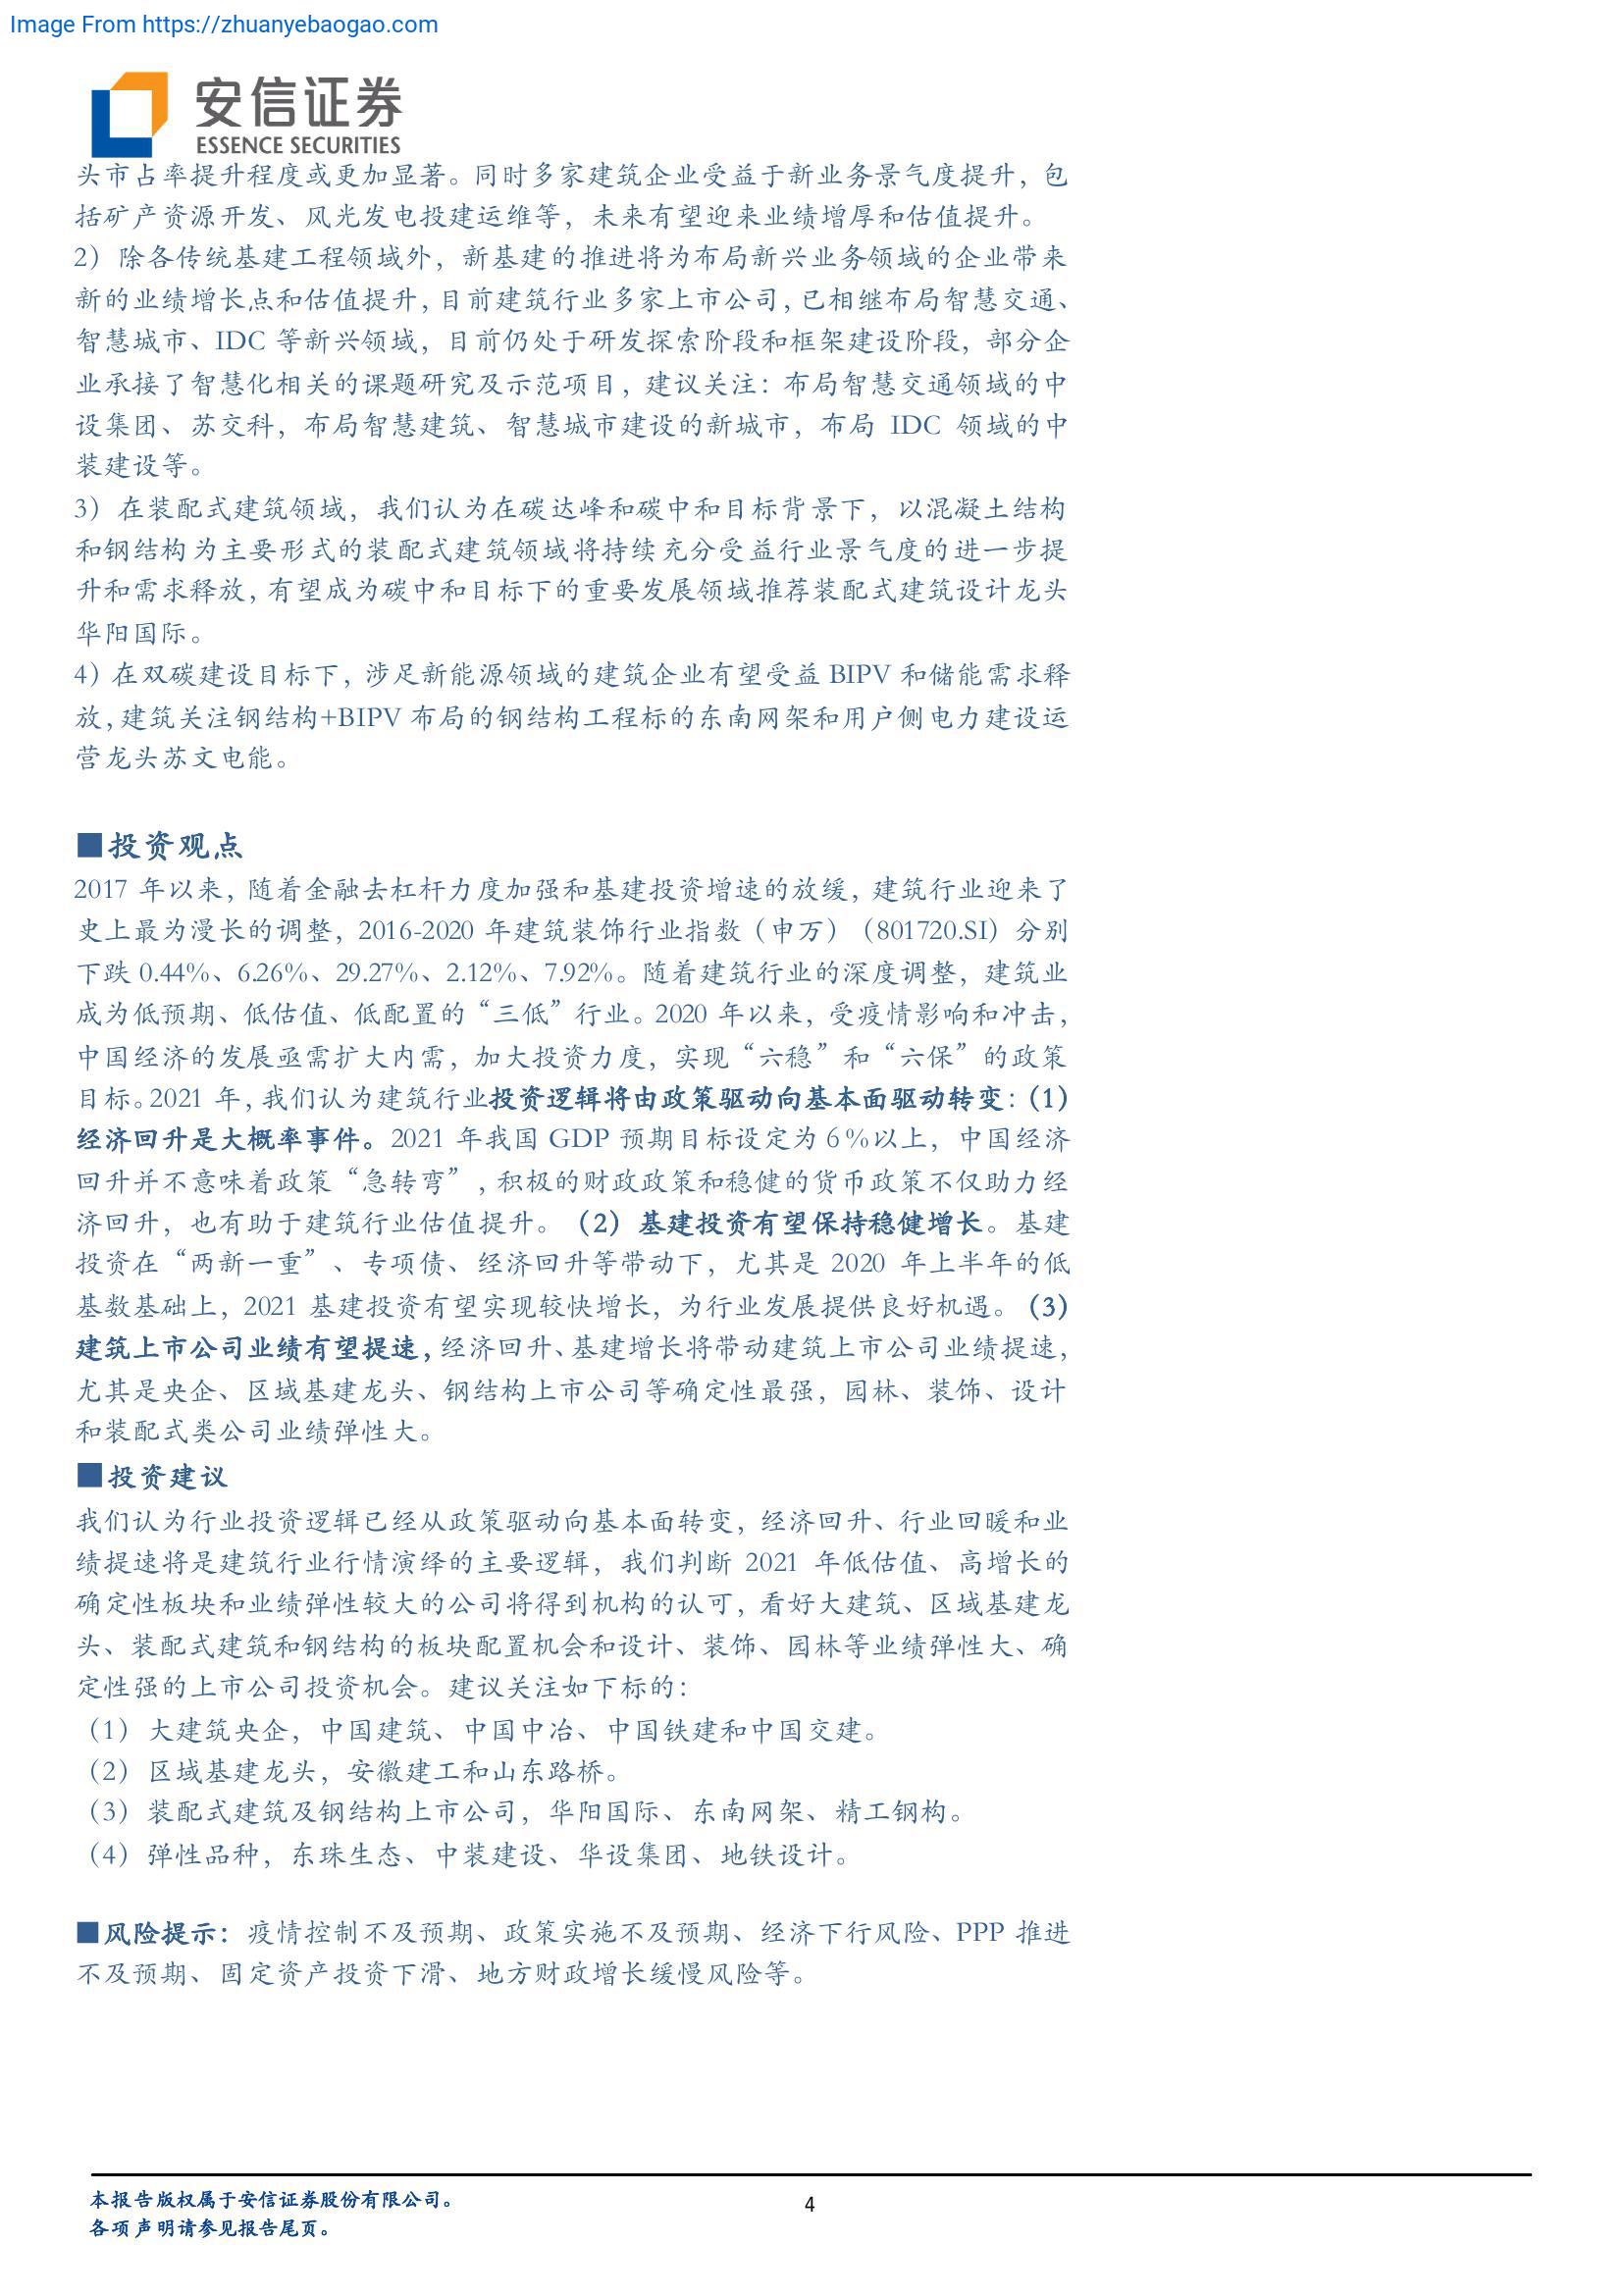 Image From https://zhuanyebaogao.com
安信证券
ESSENCE SECURITIES
头市占率提升程度或更加显著。同时多家建筑企业受益于新业务景气度提升，包
括矿产资源开发、风光发电投建运维等，未来有望迎来业绩增厚和估值提升。
2）除各传统基建工程领域外，新基建的推进将为布局新兴业务领域的企业带来
新的业绩增长点和估值提升，目前建筑行业多家上市公司，已相继布局智慧交通、
智慧城市、IDC 等新兴领域，目前仍处于研发探索阶段和框架建设阶段，部分企
业承接了智慧化相关的课题研究及示范项目，建议关注：布局智慧交通领域的中
设集团、苏交科，布局智慧建筑、智慧城市建设的新城市，布局 IDC 领域的中
装建设等。
3）在装配式建筑领域，我们认为在碳达峰和碳中和目标背景下，以混凝土结构
和钢结构为主要形式的装配式建筑领域将持续充分受益行业景气度的进一步提
升和需求释放，有望成为碳中和目标下的重要发展领域推荐装配式建筑设计龙头
华阳国际。
4）在双碳建设目标下，涉足新能源领域的建筑企业有望受益 BIPV 和储能需求释
放，建筑关注钢结构+BIPV 布局的钢结构工程标的东南网架和用户侧电力建设运
营龙头苏文电能。
■投资观点
2017 年以来，随着金融去杠杆力度加强和基建投资增速的放缓，建筑行业迎来了
史上最为漫长的调整，2016-2020 年建筑装饰行业指数（申万）（801720.SI）分别
下跌 0.44%、6.26%、29.27%、2.12%、7.92%。随着建筑行业的深度调整，建筑业
成为低预期、低估值、低配置的“三低”行业。2020 年以来，受疫情影响和冲击，
中国经济的发展亟需扩大内需，加大投资力度，实现“六稳”和“六保”的政策
目标。2021 年，我们认为建筑行业投资逻辑将由政策驱动向基本面驱动转变：（1）
经济回升是大概率事件。2021 年我国 GDP 预期目标设定为 6%以上，中国经济
回升并不意味着政策“急转弯”，积极的财政政策和稳健的货币政策不仅助力经
济回升，也有助于建筑行业估值提升。（2）基建投资有望保持稳健增长。基建
投资在“两新一重”、专项债、经济回升等带动下，尤其是 2020 年上半年的低
基数基础上，2021 基建投资有望实现较快增长，为行业发展提供良好机遇。（3）
建筑上市公司业绩有望提速，经济回升、基建增长将带动建筑上市公司业绩提速，
尤其是央企、区域基建龙头、钢结构上市公司等确定性最强，园林、装饰、设计
和装配式类公司业绩弹性大。
■投资建议
我们认为行业投资逻辑已经从政策驱动向基本面转变，经济回升、行业回暖和业
绩提速将是建筑行业行情演绎的主要逻辑，我们判断 2021 年低估值、高增长的
确定性板块和业绩弹性较大的公司将得到机构的认可，看好大建筑、区域基建龙
头、装配式建筑和钢结构的板块配置机会和设计、装饰、园林等业绩弹性大、确
定性强的上市公司投资机会。建议关注如下标的：
（1）大建筑央企，中国建筑、中国中冶、中国铁建和中国交建。
（2）区域基建龙头，安徽建工和山东路桥。
（3）装配式建筑及钢结构上市公司，华阳国际、东南网架、精工钢构。
（4）弹性品种，东珠生态、中装建设、华设集团、地铁设计。
■风险提示：疫情控制不及预期、政策实施不及预期、经济下行风险、PPP 推进
不及预期、固定资产投资下滑、地方财政增长缓慢风险等。
本报告版权属于安信证券股份有限公司。
4
各项声明请参见报告尾页。